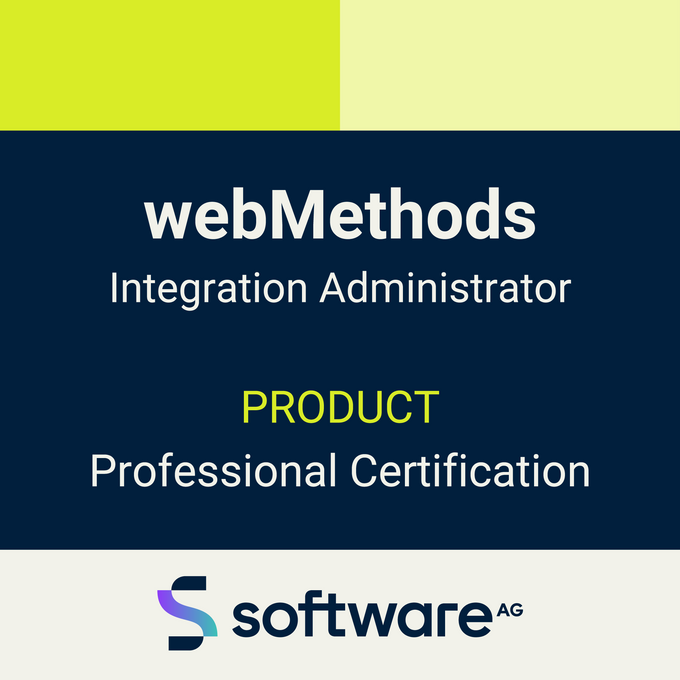 webMethods
Integration Administrator
PRODUCT
Professional Certification
software AG